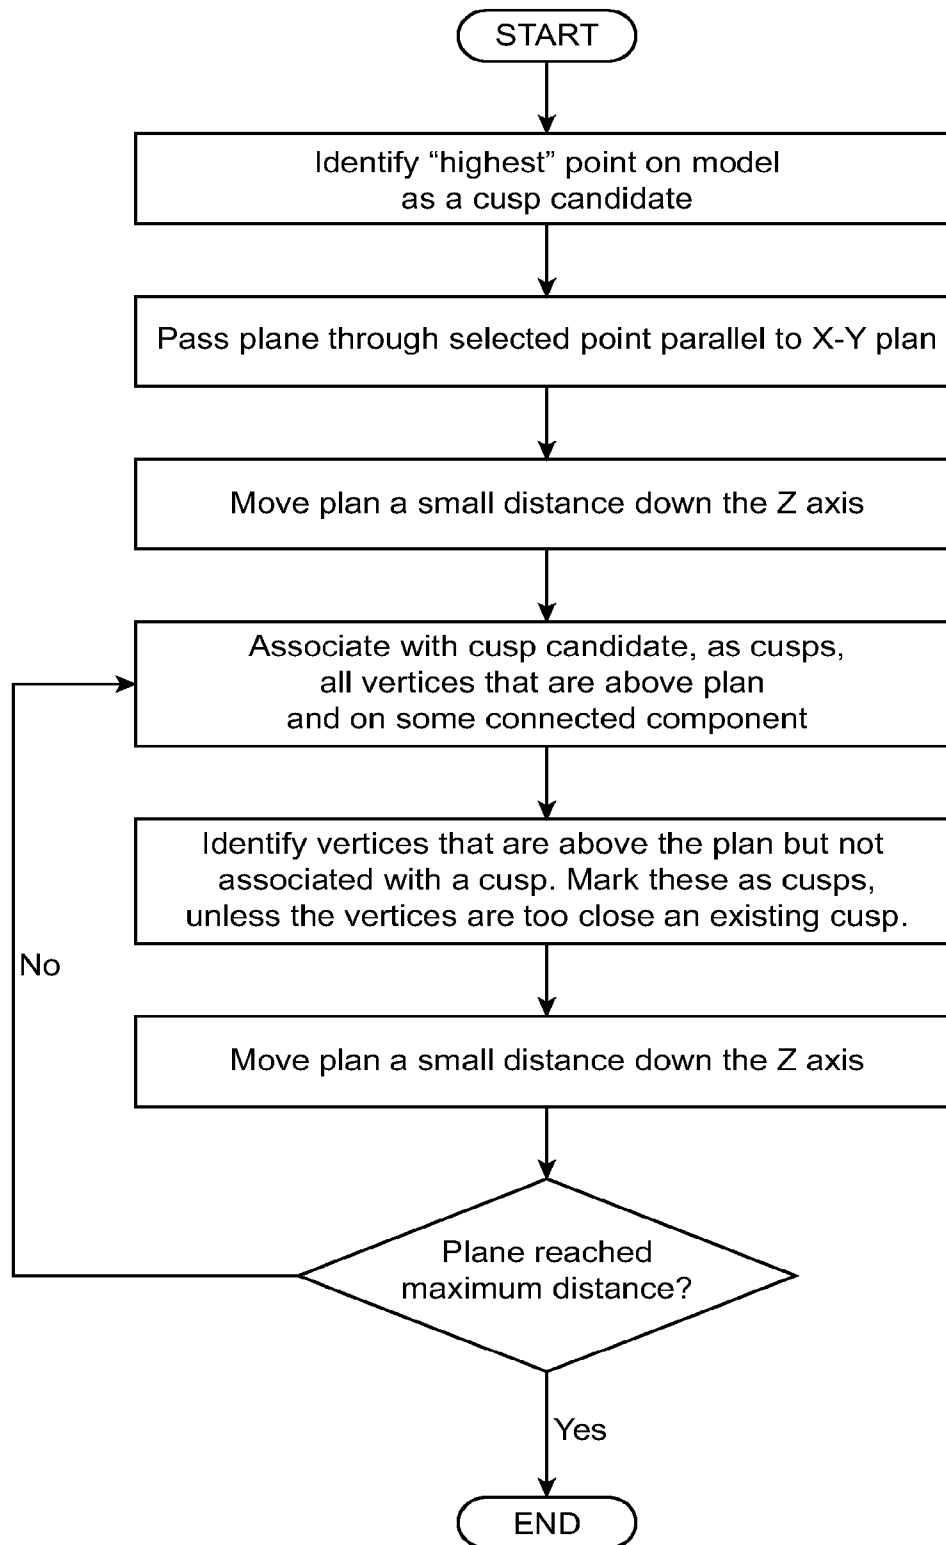 START
Identify “highest” point on model
as a cusp candidate
Pass plane through selected point parallel to X-Y plan
Move plan a small distance down the Z axis
Associate with cusp candidate, as cusps,
all vertices that are above plan
and on some connected component
Identify vertices that are above the plan but not
associated with a cusp. Mark these as cusps,
unless the vertices are too close an existing cusp.
No
Move plan a small distance down the Z axis
Plane reached
maximum distance?
Yes
END